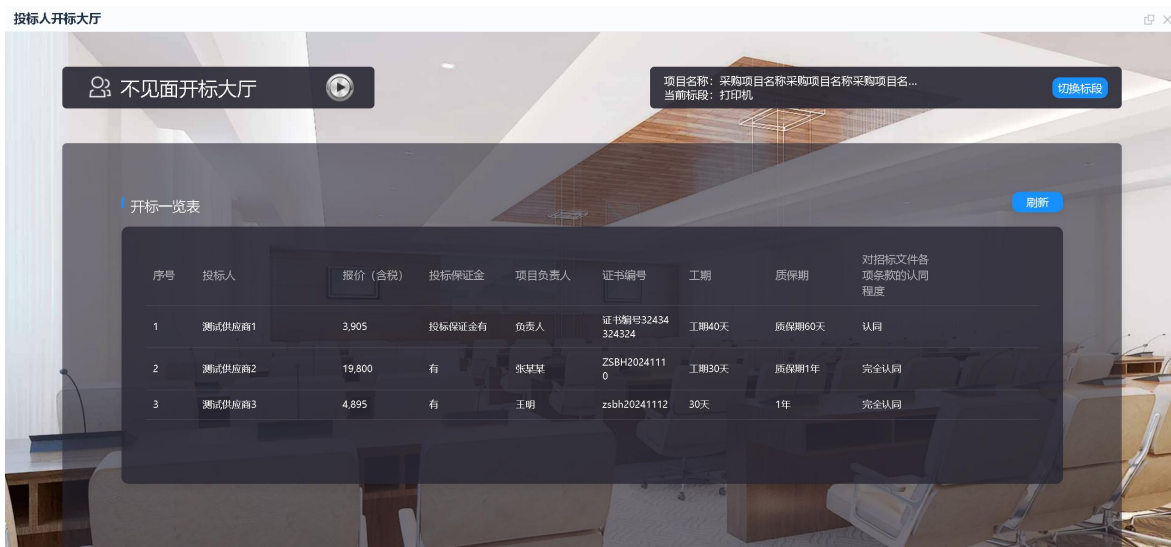 投标人开标大厅
不见面开标大厅
项目名称：采购项目名称采购项目名称采购项目名...
当前标段：打印机
切换标段
开标一览表
刷新
序号 投标人 报价（含税） 投标保证金 项目负责人 证书编号 工期 质保期 对招标文件各
项条款的认同
程度
1 测试供应商1 3,905 投标保证金有 负责人 证书编号32434
324324 工期40天 质保期60天 认同
2 测试供应商2 19,800 有 张某某 ZSBH2024111
0 工期30天 质保期1年 完全认同
3 测试供应商3 4,895 有 王明 zsbh20241112 30天 1年 完全认同